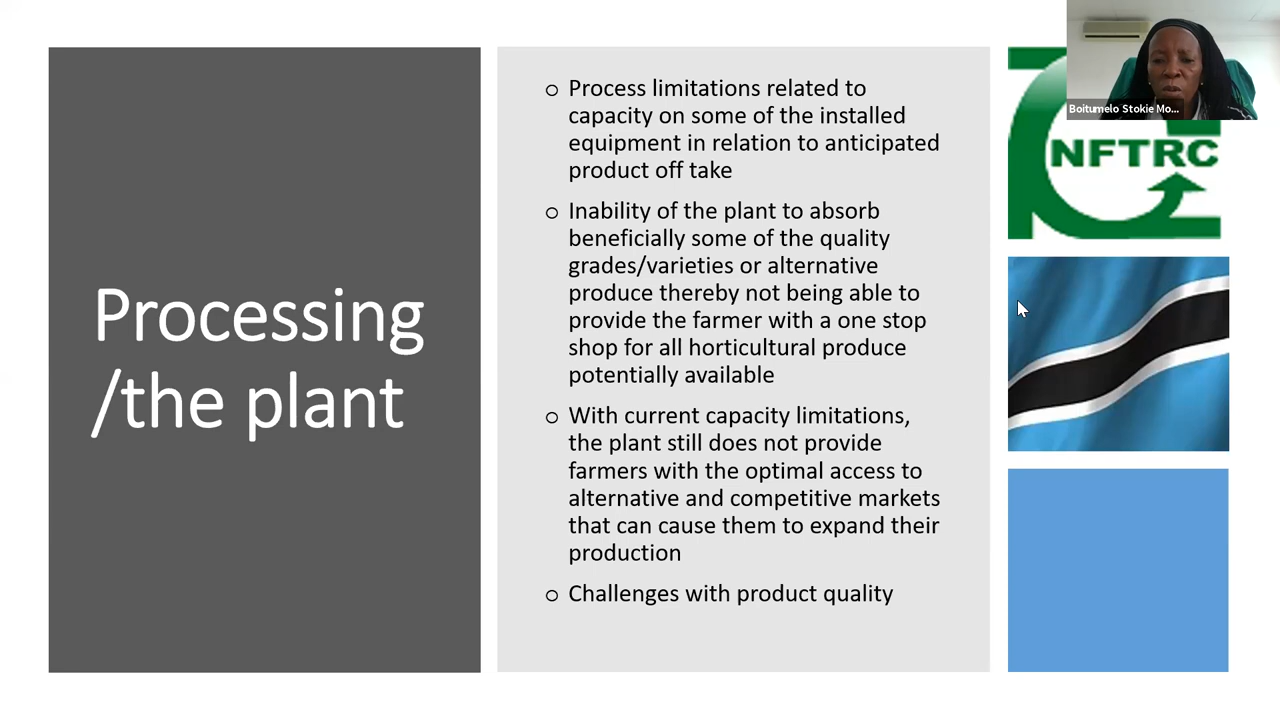 Processing
/the plant
o Process limitations related to
capacity on some of the installed
equipment in relation to anticipated
product off take
o Inability of the plant to absorb
beneficially some of the quality
grades/varieties or alternative
produce thereby not being able to
provide the farmer with a one stop
shop for all horticultural produce
potentially available
o With current capacity limitations,
the plant still does not provide
farmers with the optimal access to
alternative and competitive markets
that can cause them to expand their
production
o Challenges with product quality
Boitumelo Stokie Mo...
NFTRC